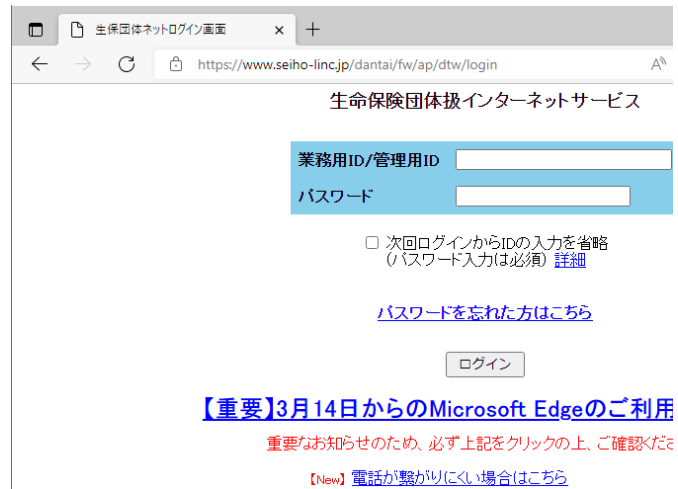 生保団体ネットログイン画面
https://www.seiho-linc.jp/dantai/fw/ap/dtw/login
生命保険団体扱インターネットサービス
業務用ID/管理用ID
パスワード
次回ログインからIDの入力を省略
(パスワード入力は必須) 詳細
パスワードを忘れた方はこちら
ログイン
【重要】3月14日からのMicrosoft Edgeのご利用
重要なお知らせのため、必ず上記をクリックの上、ご確認くださ
【New】電話が繋がりにくい場合はこちら